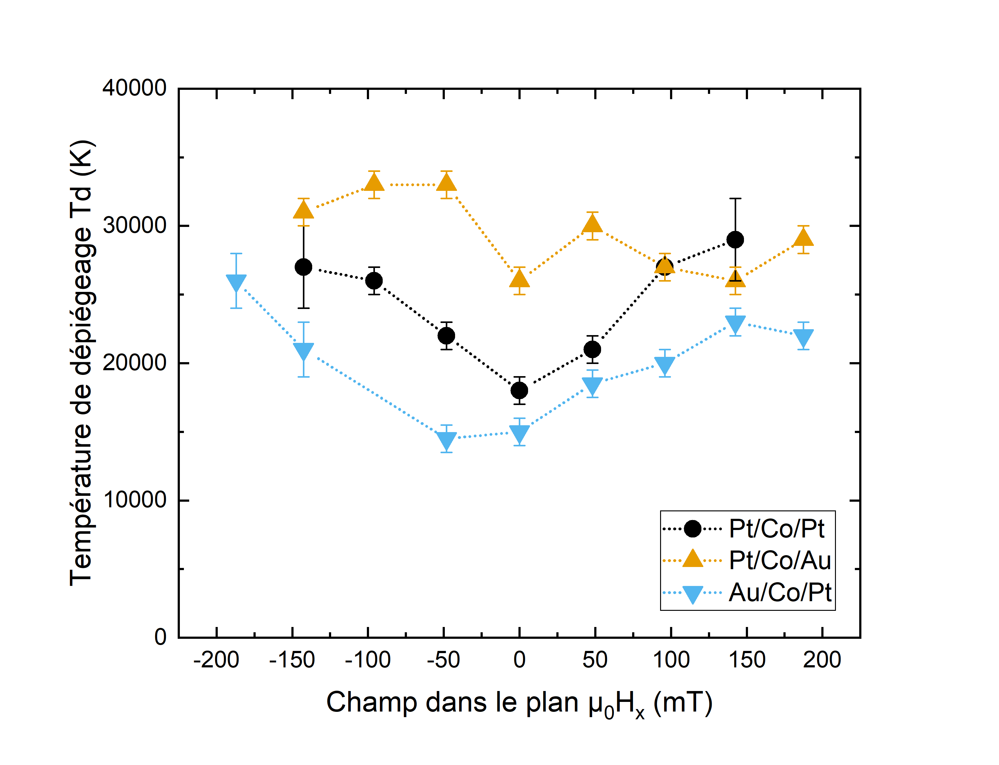 40000
30000
20000
10000
0
Température de dépiégeage Td (K)
-200 -150 -100 -50 0 50 100 150 200
Champ dans le plan µ₀Hₓ (mT)
Pt/Co/Pt
Pt/Co/Au
Au/Co/Pt